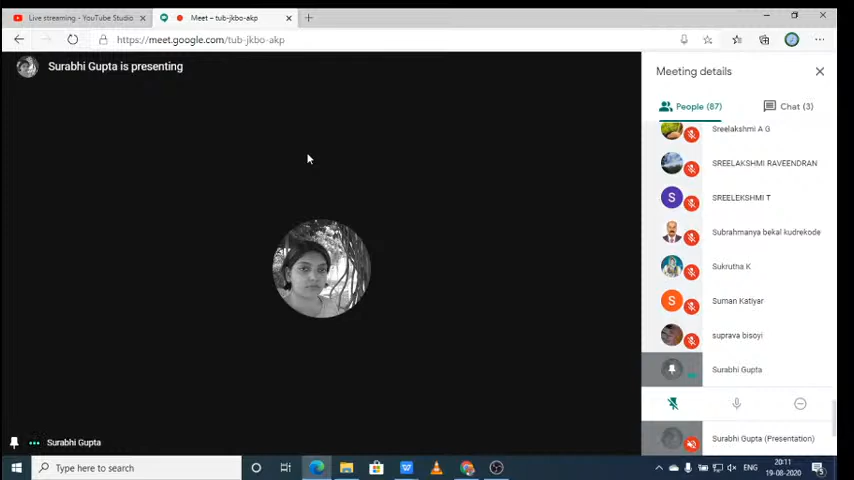 Live streaming - YouTube Studio
Meet – tub-jkbo-akp
https://meet.google.com/tub-jkbo-akp
Surabhi Gupta is presenting
Meeting details
People (87)
Chat (3)
Sreelakshmi A G
SREELAKSHMI RAVEENDRAN
S
SREELEKSHMI T
Subrahmanya bekal kudrekode
Sukrutha K
S
Suman Katiyar
suprava bisoyi
Surabhi Gupta
Surabhi Gupta
Surabhi Gupta (Presentation)
Type here to search
W
ENG
20:11
19-08-2020
5